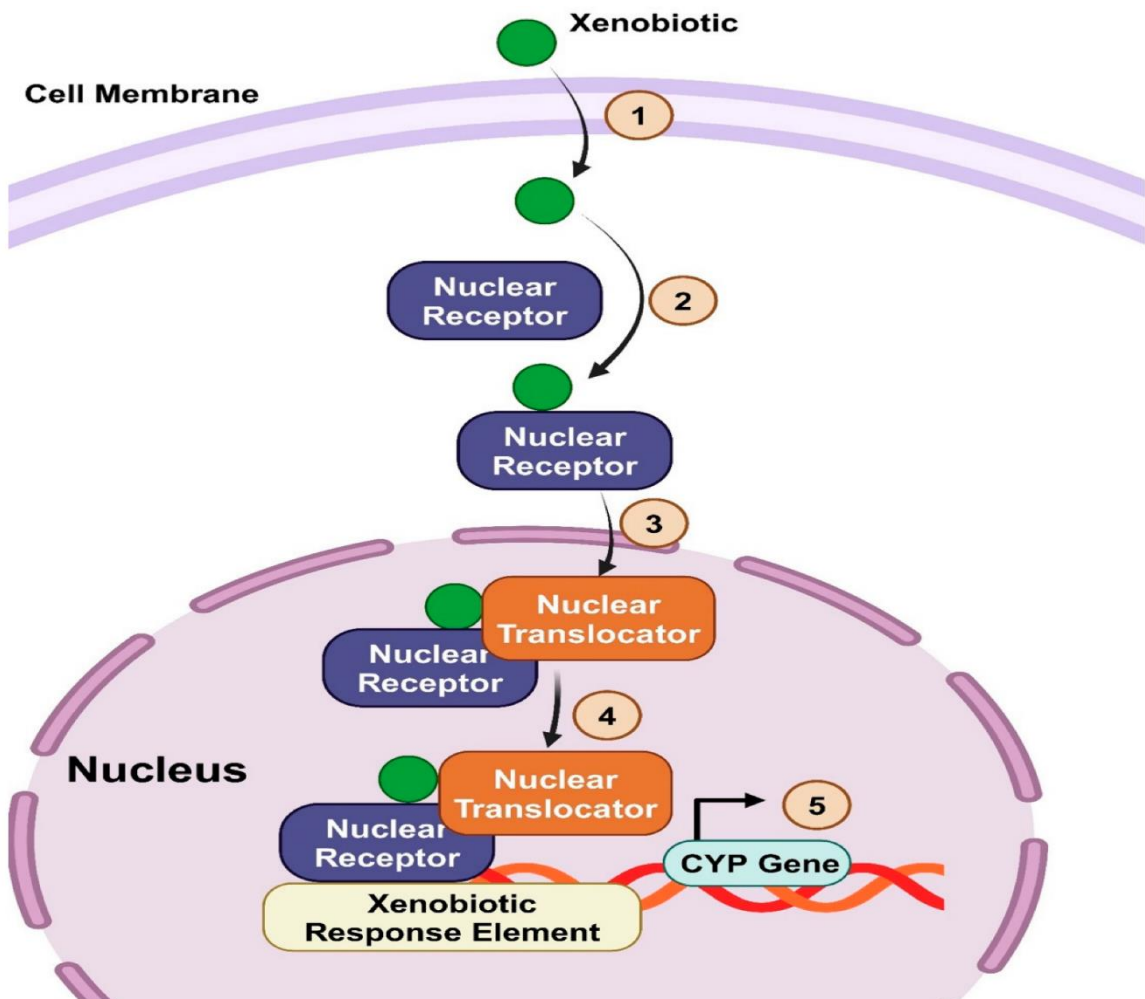 Xenobiotic
Cell Membrane
1
Nuclear
Receptor
2
Nuclear
Receptor
3
Nuclear
Translocator
Nuclear
Receptor
4
Nucleus
Nuclear
Translocator
Nuclear
Receptor
5
CYP Gene
Xenobiotic
Response Element